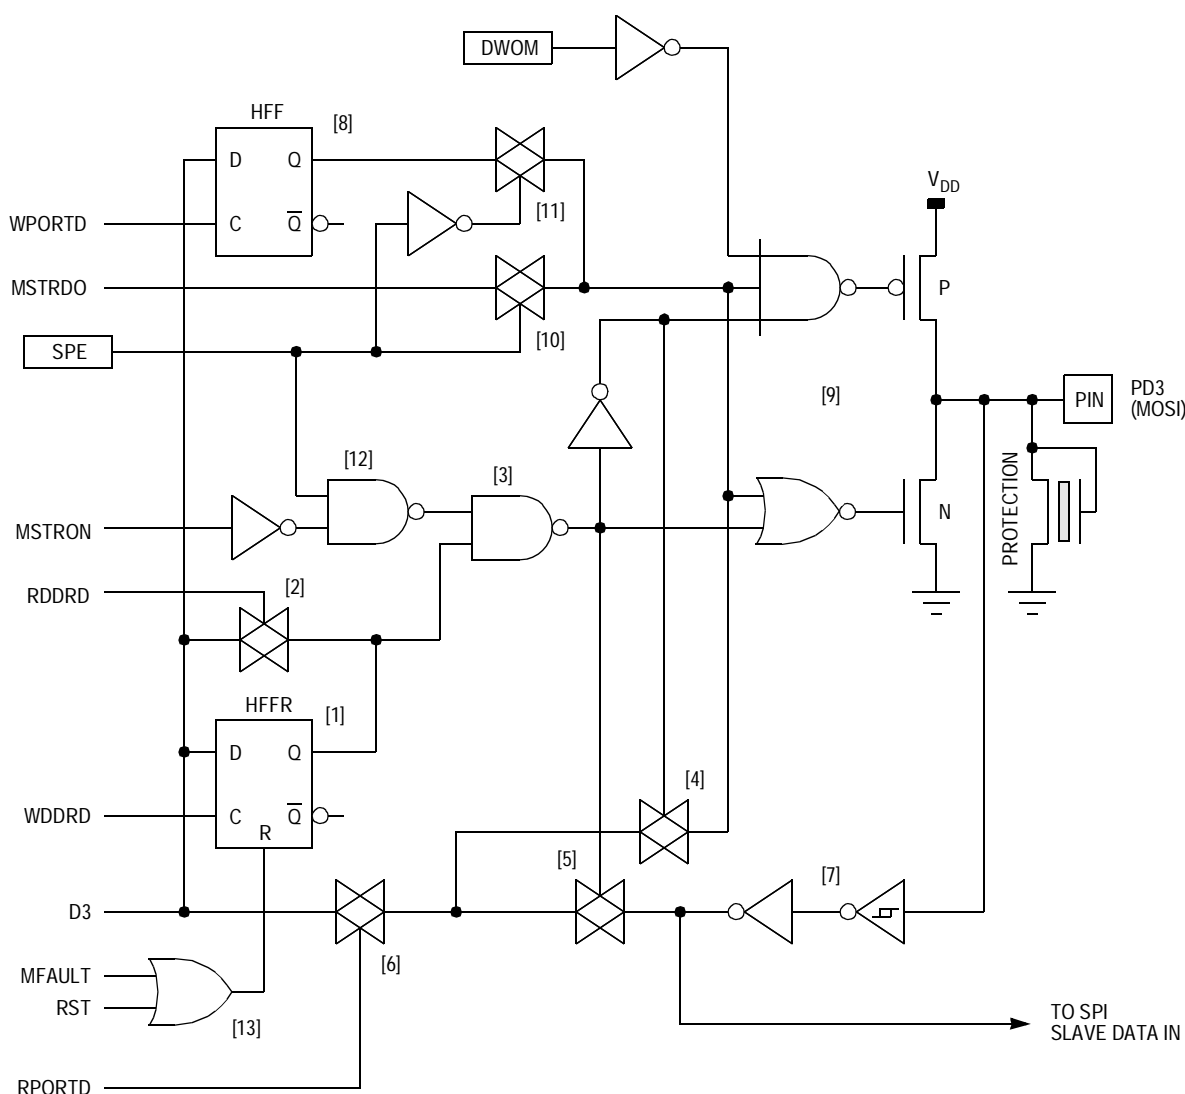 DWOM
HFF
[8]
D
Q
WPORTD
C
Q
[11]
VDD
MSTRDO
P
SPE
[10]
[9]
PIN
PD3
(MOSI)
[12]
[3]
MSTRON
N
PROTECTION
RDDRD
[2]
HFFR
[1]
D
Q
[4]
WDDRD
C
Q
R
[5]
[7]
D3
[6]
MFAULT
RST
[13]
TO SPI
SLAVE DATA IN
RPORTD